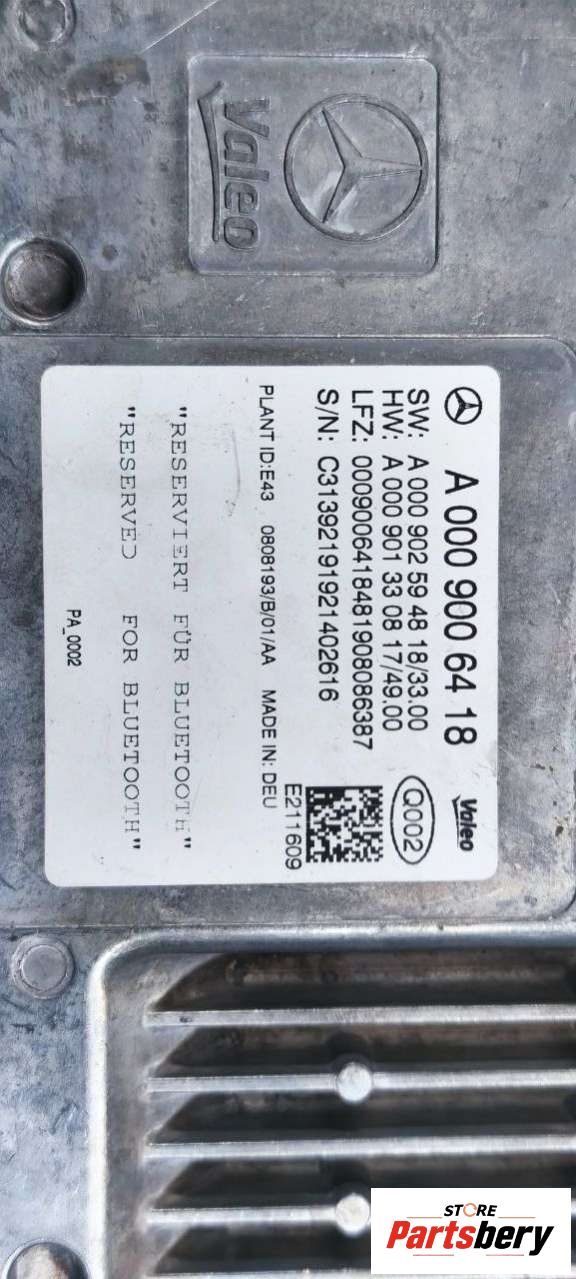 Valeo
A 000 900 64 18
Valeo
SW: A 000 902 59 48 18/33.00
HW: A 000 901 33 08 17/49.00
LFZ: 0009006418481908086387
S/N: C31392191921402616
Q002
E211609
PLANT ID:E43 0808193/B/01/AA MADE IN: DEU
"RESERVIERT FÜR BLUETOOTH"
"RESERVED FOR BLUETOOTH"
PA_0002
STORE
Partsbery